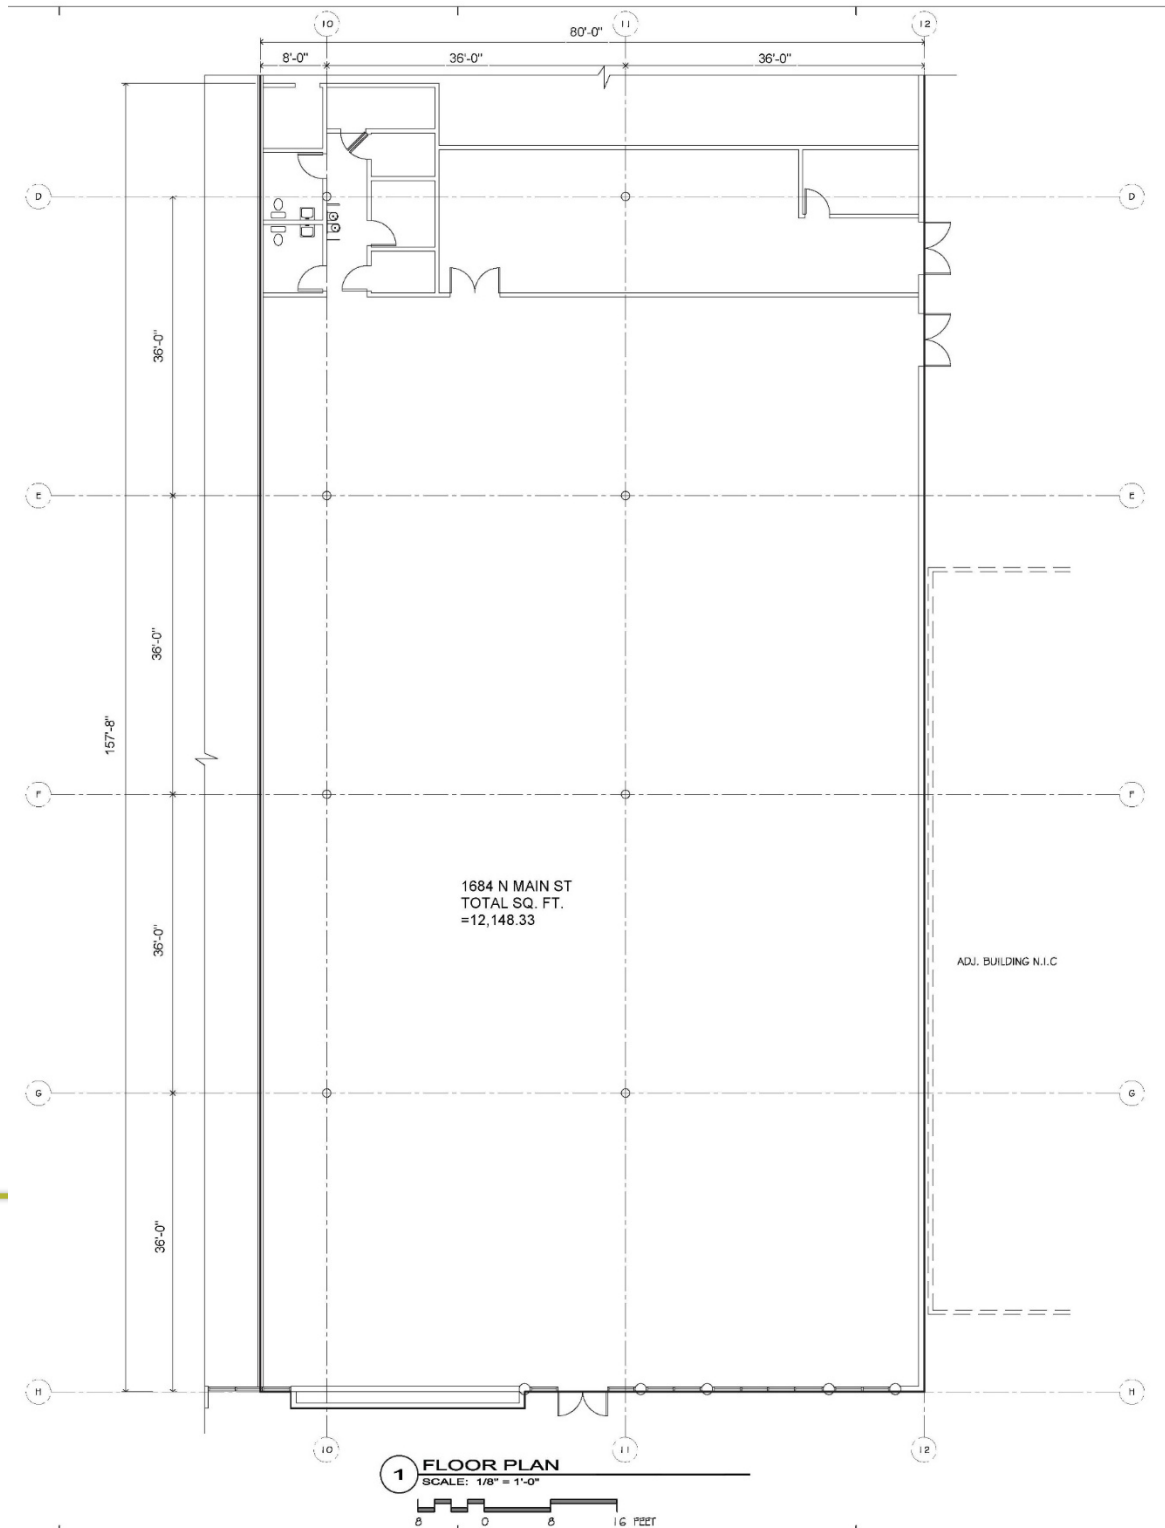 10
11
12
80'-0"
8'-0"
36'-0"
36'-0"
D
D
36'-0"
E
E
36'-0"
157'-8"
F
F
1684 N MAIN ST
TOTAL SQ. FT.
=12,148.33
36'-0"
ADJ. BUILDING N.I.C
G
G
36'-0"
H
H
10
11
12
1
FLOOR PLAN
SCALE: 1/8" = 1'-0"
8 0 8 16 FEET